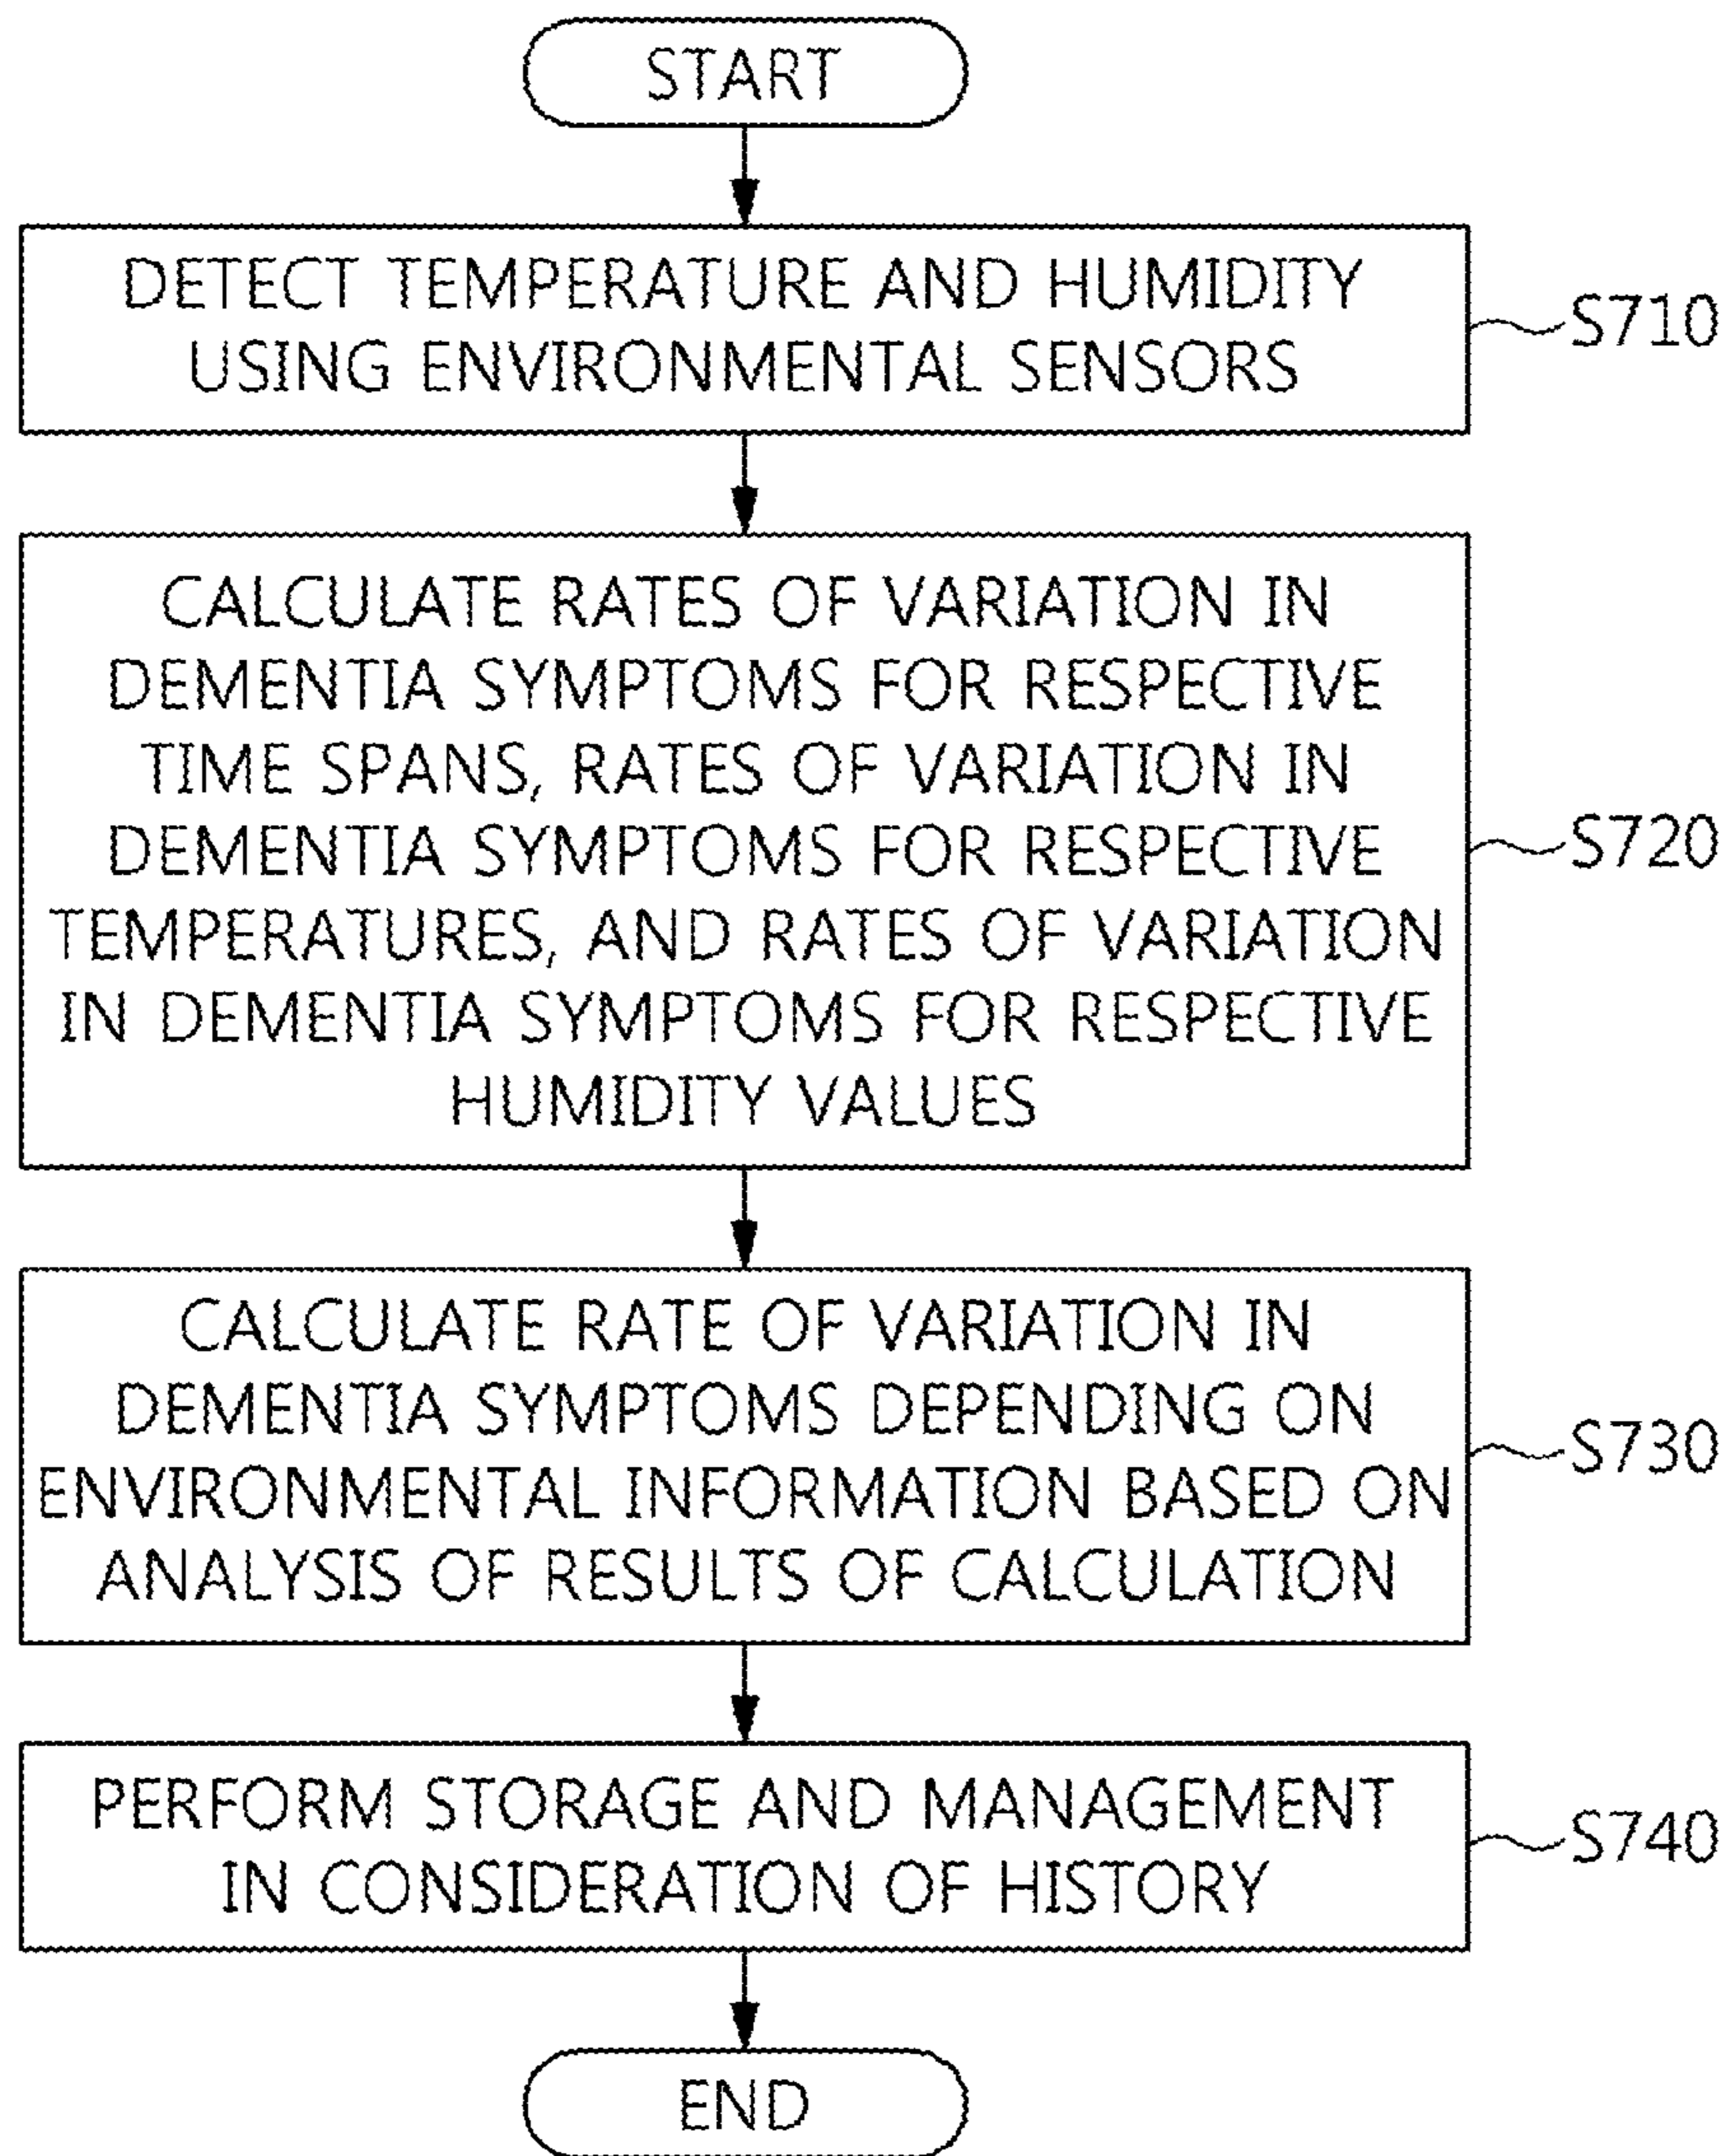 START
DETECT TEMPERATURE AND HUMIDITY
USING ENVIRONMENTAL SENSORS
S710
CALCULATE RATES OF VARIATION IN
DEMENTIA SYMPTOMS FOR RESPECTIVE
TIME SPANS, RATES OF VARIATION IN
DEMENTIA SYMPTOMS FOR RESPECTIVE
TEMPERATURES, AND RATES OF VARIATION
IN DEMENTIA SYMPTOMS FOR RESPECTIVE
HUMIDITY VALUES
S720
CALCULATE RATE OF VARIATION IN
DEMENTIA SYMPTOMS DEPENDING ON
ENVIRONMENTAL INFORMATION BASED ON
ANALYSIS OF RESULTS OF CALCULATION
S730
PERFORM STORAGE AND MANAGEMENT
IN CONSIDERATION OF HISTORY
S740
END